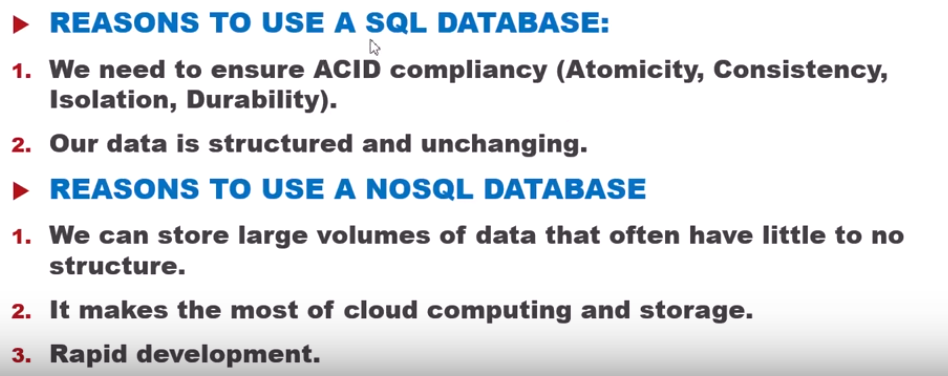 REASONS TO USE A SQL DATABASE:
1. We need to ensure ACID compliancy (Atomicity, Consistency,
Isolation, Durability).
2. Our data is structured and unchanging.
REASONS TO USE A NOSQL DATABASE
1. We can store large volumes of data that often have little to no
structure.
2. It makes the most of cloud computing and storage.
3. Rapid development.